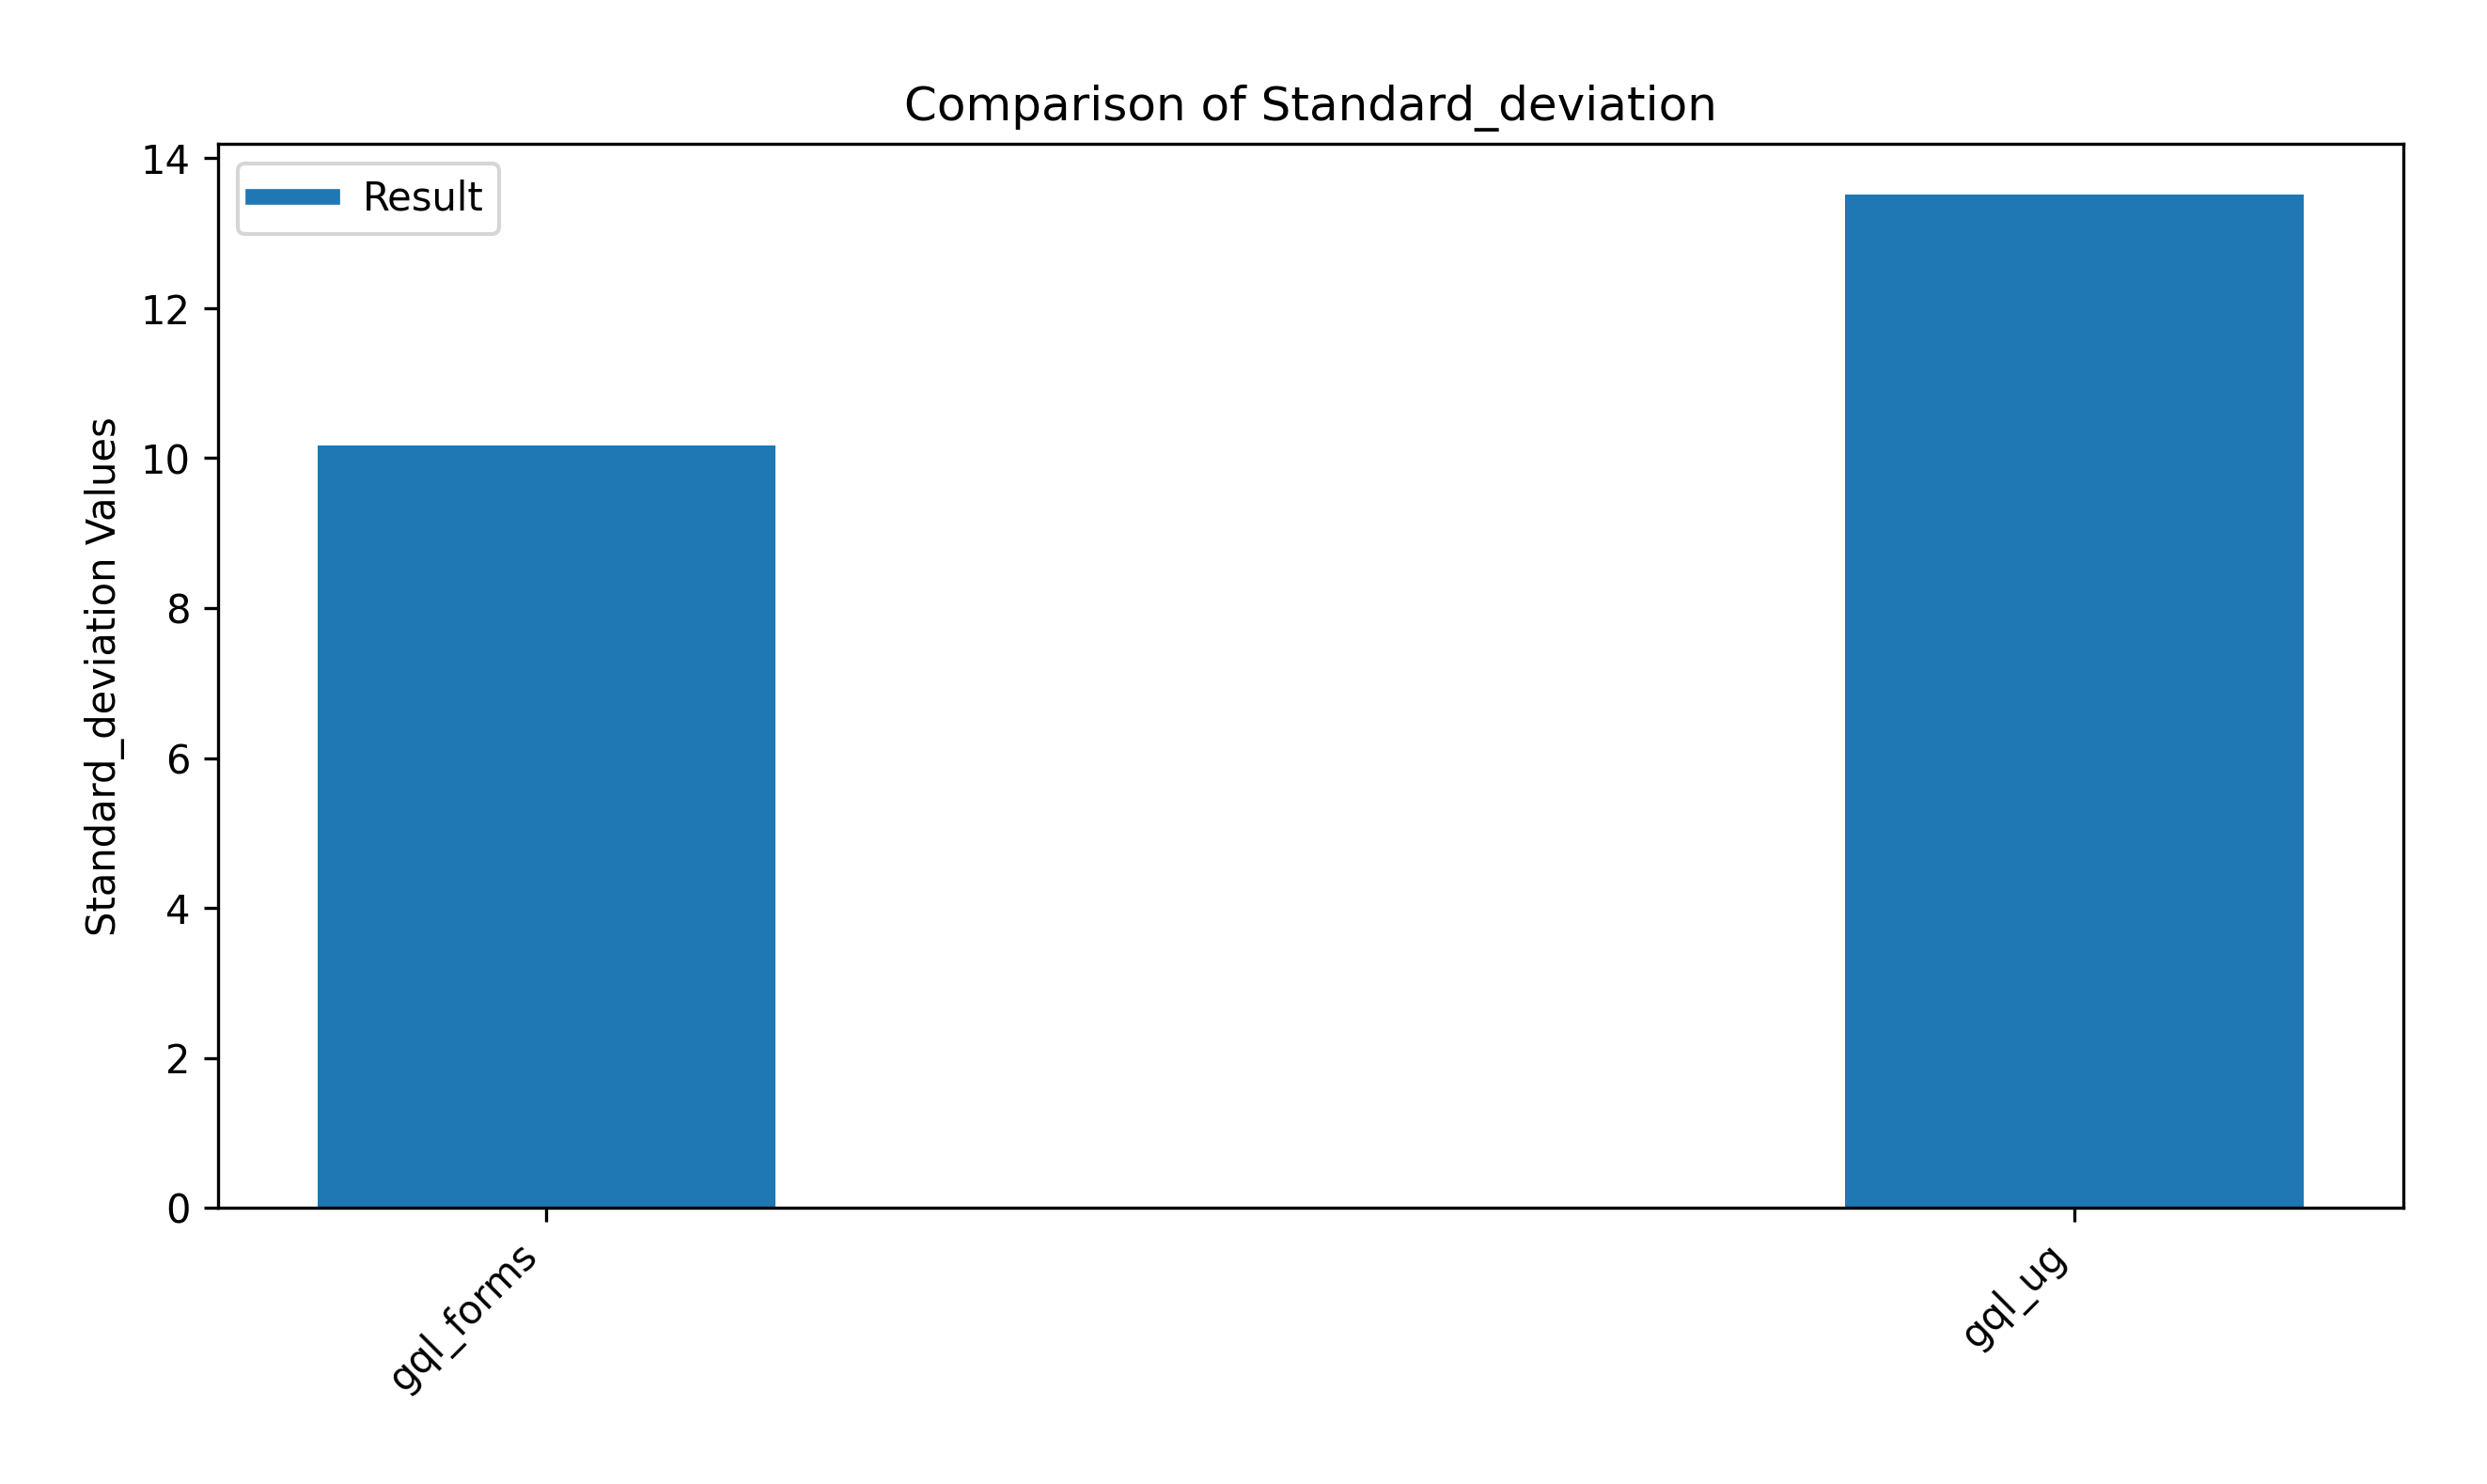 Comparison of Standard_deviation
Result
Standard_deviation Values
14
12
10
8
6
4
2
0
gql_forms
gql_ug